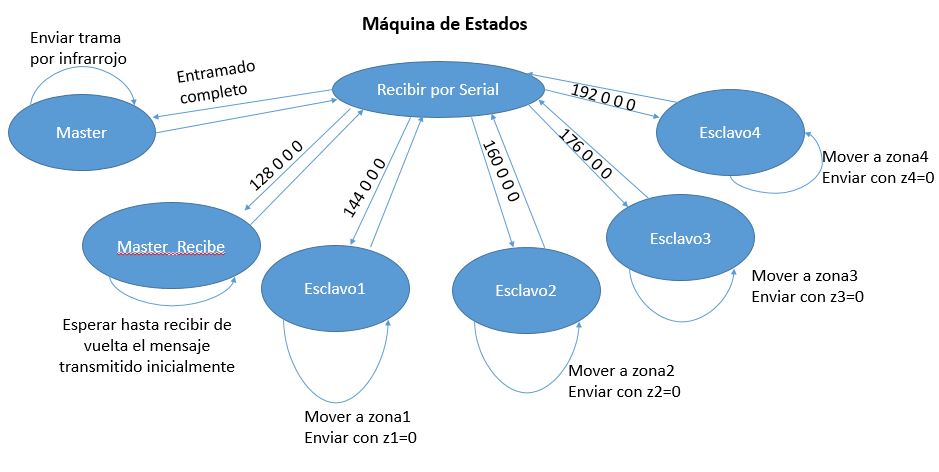 Máquina de Estados
Enviar trama
por infrarrojo
Entramado
completo
Recibir por Serial
192 0 0 0
Master
Esclavo4
128 0 0 0
144 0 0 0
160 0 0 0
176 0 0 0
Mover a zona4
Enviar con z4=0
Master_Recibe
Esclavo3
Esclavo1
Esclavo2
Mover a zona3
Enviar con z3=0
Esperar hasta recibir de
vuelta el mensaje
transmitido inicialmente
Mover a zona2
Enviar con z2=0
Mover a zona1
Enviar con z1=0